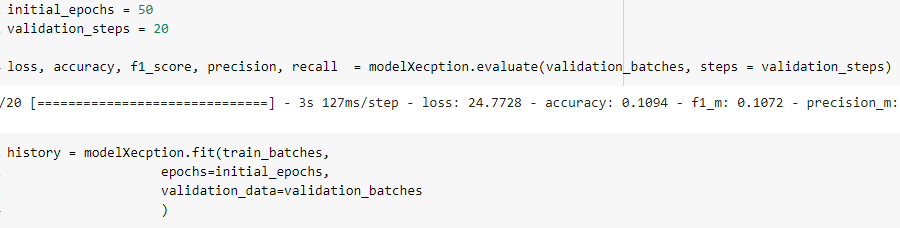 initial_epochs = 50
validation_steps = 20
loss, accuracy, f1_score, precision, recall  = modelXecption.evaluate(validation_batches, steps = validation_steps)
/20 [==============================] - 3s 127ms/step - loss: 24.7728 - accuracy: 0.1094 - f1_m: 0.1072 - precision_m:
history = modelXecption.fit(train_batches,
                    epochs=initial_epochs,
                    validation_data=validation_batches
                    )